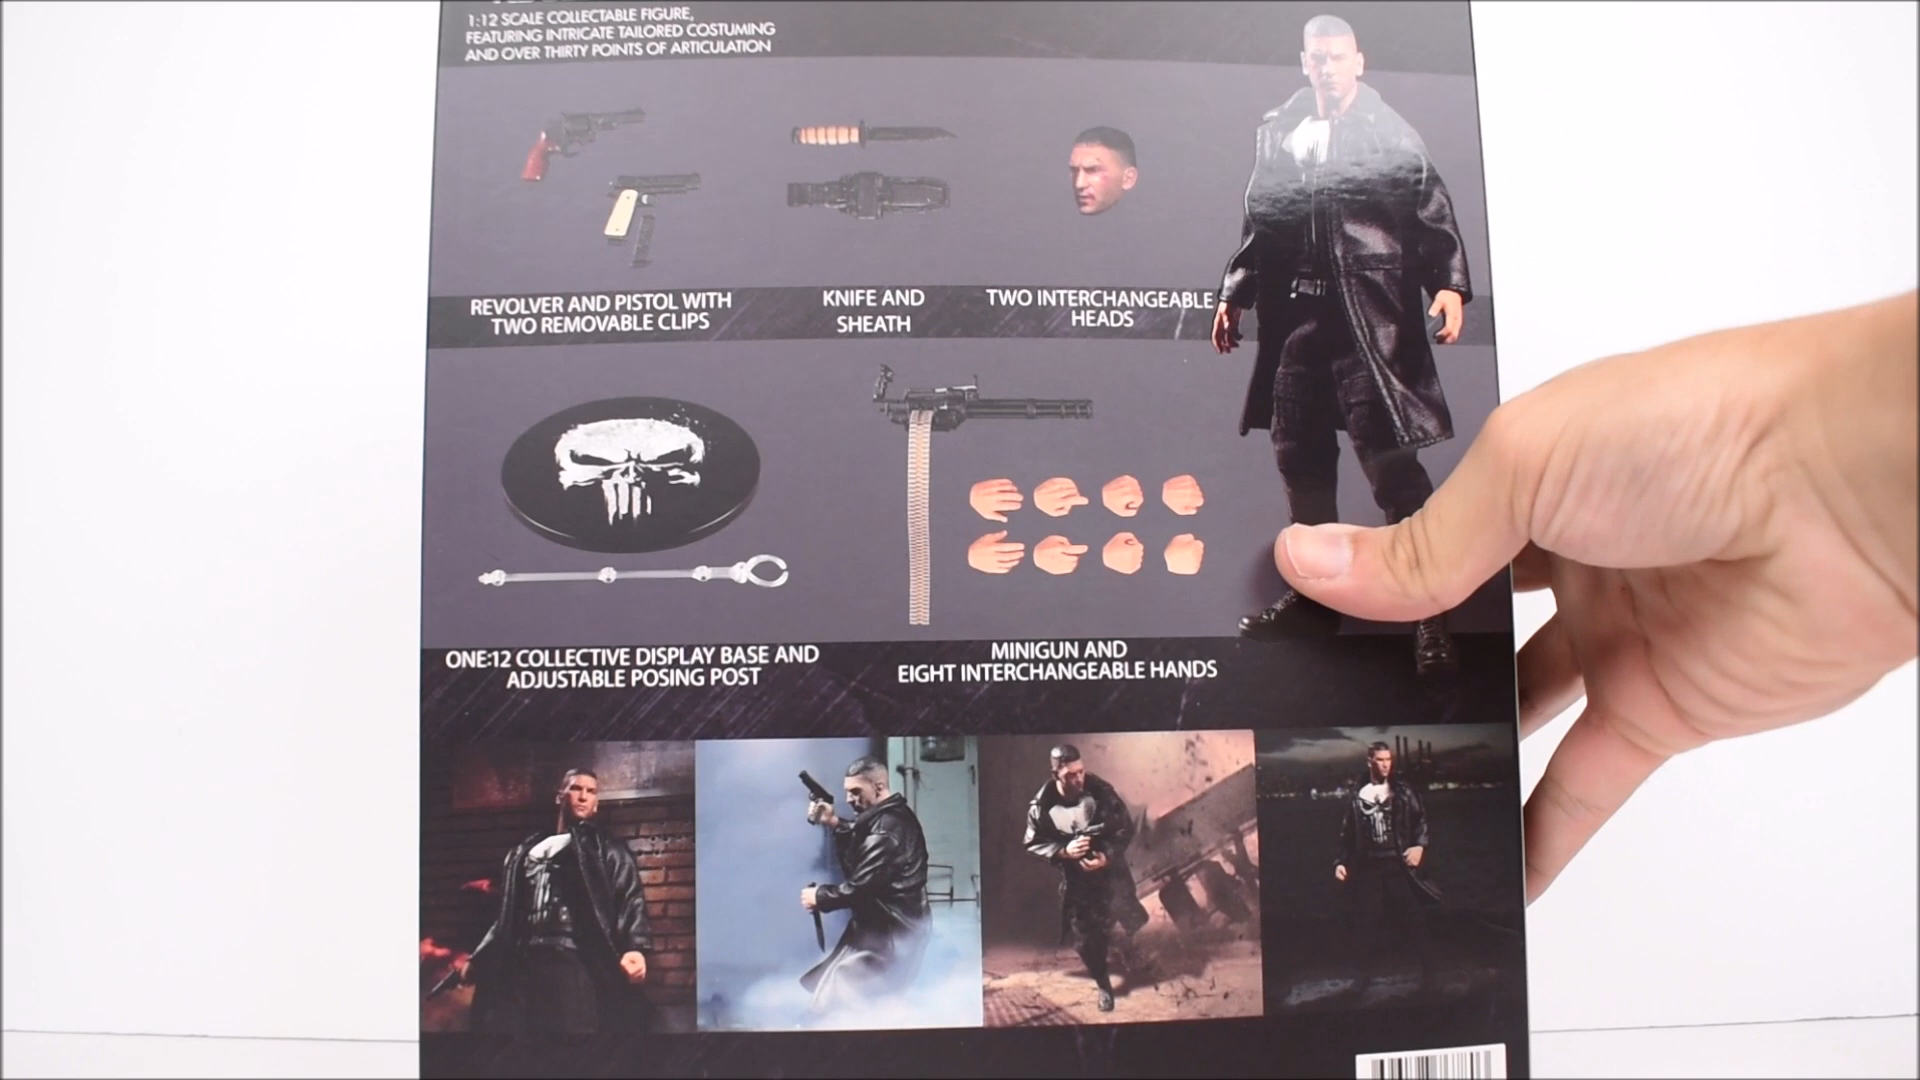 1:12 SCALE COLLECTABLE FIGURE,
FEATURING INTRICATE TAILORED COSTUMING
AND OVER THIRTY POINTS OF ARTICULATION
REVOLVER AND PISTOL WITH
TWO REMOVABLE CLIPS
KNIFE AND
SHEATH
TWO INTERCHANGEABLE
HEADS
ONE:12 COLLECTIVE DISPLAY BASE AND
ADJUSTABLE POSING POST
MINIGUN AND
EIGHT INTERCHANGEABLE HANDS